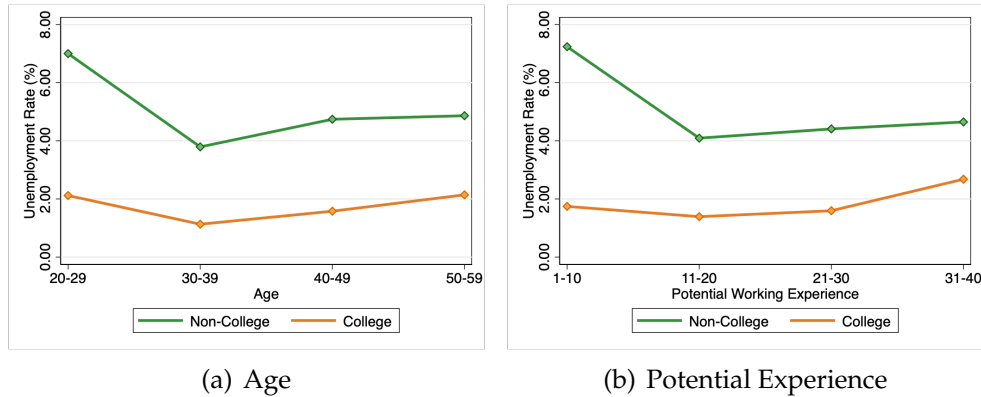 Unemployment Rate (%)
8.00
6.00
4.00
2.00
0.00
20-29 30-39 40-49 50-59
Age
Non-College College
(a) Age
Unemployment Rate (%)
8.00
6.00
4.00
2.00
0.00
1-10 11-20 21-30 31-40
Potential Working Experience
Non-College College
(b) Potential Experience